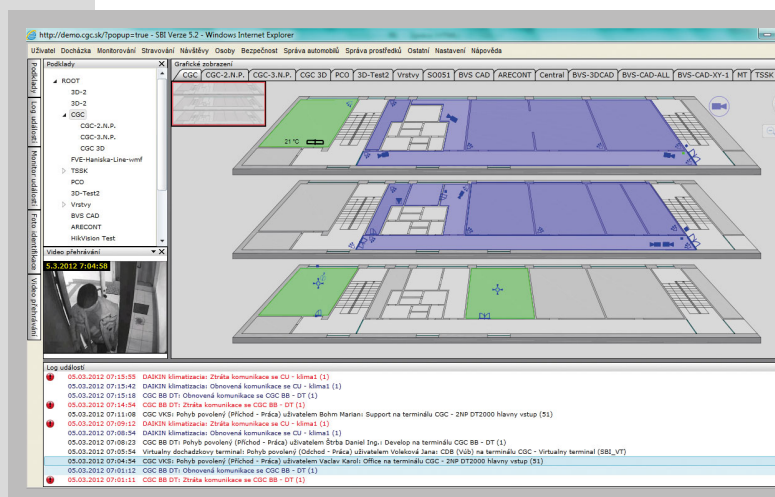 http://demo.cgc.sk/?popup=true - SBI Verze 5.2 - Windows Internet Explorer
Uživatel Docházka Monitorování Stravování Návštěvy Osoby Bezpečnost Správa automobilů Správa prostředků Ostatní Nastavení Nápověda
Podklady X
Grafické zobrazení
CGC CGC-2.N.P. CGC-3.N.P. CGC 3D PCO 3D-Test2 Vrstvy S0051 BVS CAD ARECONT Central BVS-3DCAD BVS-CAD-ALL BVS-CAD-XY-1 MT TSSK
Podklady
Log událostí
Monitor událostí
Foto identifikace
Video přehrávání
ROOT
3D-2
3D-2
CGC
CGC-2.N.P.
CGC-3.N.P.
CGC 3D
FVE-Haniska-Line-wmf
TSSK
PCO
3D-Test2
Vrstvy
BVS CAD
ARECONT
HikVision Test
21 °C
Video přehrávání X
5.3.2012 7:04:58
Log událostí
05.03.2012 07:15:55 DAIKIN klimatizacia: Ztráta komunikace se CU - klima1 (1)
05.03.2012 07:15:42 DAIKIN klimatizacia: Obnovená komunikace se CU - klima1 (1)
05.03.2012 07:15:18 CGC BB DT: Obnovená komunikace se CGC BB - DT (1)
05.03.2012 07:14:54 CGC BB DT: Ztráta komunikace se CGC BB - DT (1)
05.03.2012 07:11:08 CGC VKS: Pohyb povolený (Příchod - Práca) uživatelem Bohm Marian: Support na terminálu CGC - 2NP DT2000 hlavny vstup (51)
05.03.2012 07:09:12 DAIKIN klimatizacia: Ztráta komunikace se CU - klima1 (1)
05.03.2012 07:08:54 DAIKIN klimatizacia: Obnovená komunikace se CU - klima1 (1)
05.03.2012 07:08:23 CGC BB DT: Pohyb povolený (Příchod - Práca) uživatelem Štrba Daniel Ing.: Develop na terminálu CGC BB - DT (1)
05.03.2012 07:05:54 Virtualny dochadzkovy terminal: Pohyb povolený (Odchod - Práca) uživatelem Voleková Jana: CDB (Vúb) na terminálu CGC - Virtualny terminal (SBI_VT)
05.03.2012 07:04:54 CGC VKS: Pohyb povolený (Příchod - Práca) uživatelem Vaclav Karol: Office na terminálu CGC - 2NP DT2000 hlavny vstup (51)
05.03.2012 07:01:12 CGC BB DT: Obnovená komunikace se CGC BB - DT (1)
05.03.2012 07:01:11 CGC BB DT: Ztráta komunikace se CGC BB - DT (1)